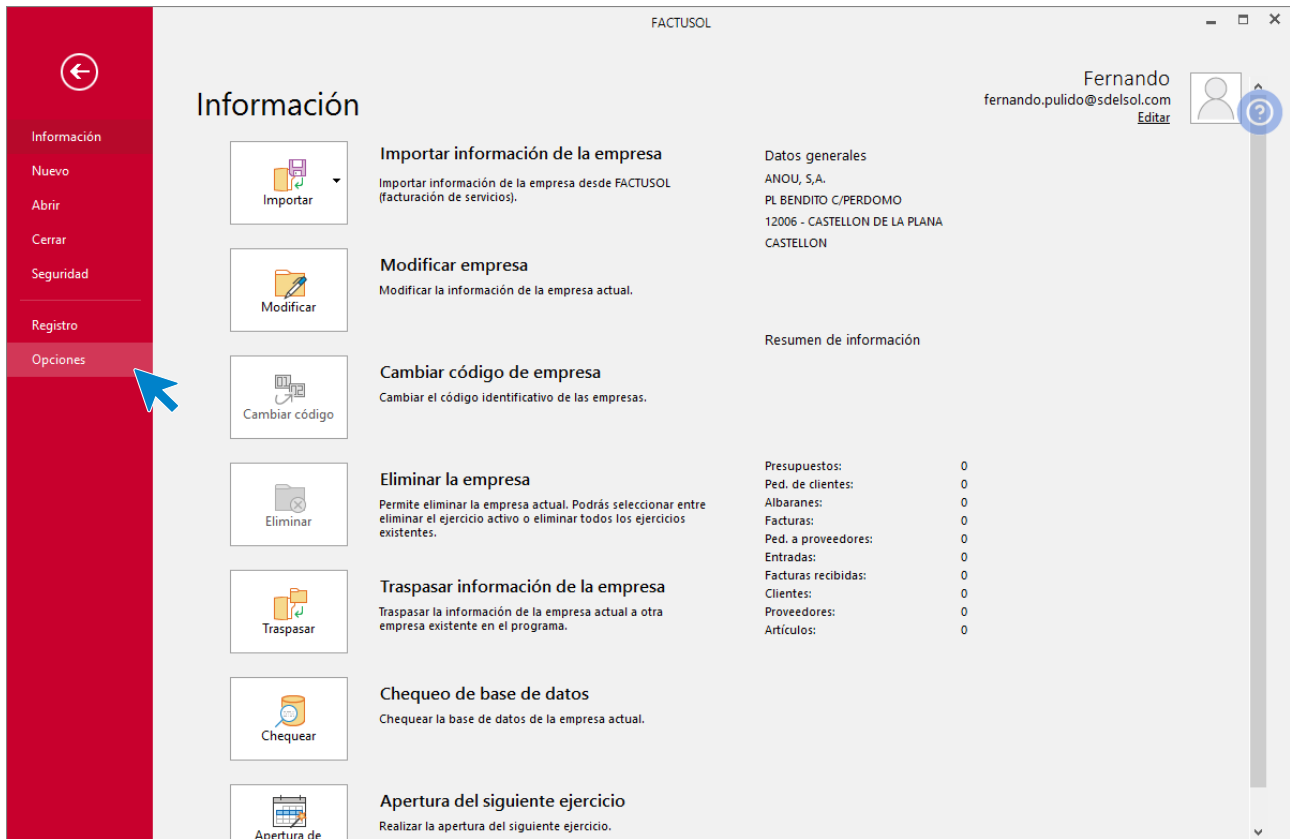 FACTUSOL
Información
Nuevo
Abrir
Cerrar
Seguridad
Registro
Opciones
Información
Fernando
fernando.pulido@sdelsol.com
Editar
?
Importar
Importar información de la empresa
Importar información de la empresa desde FACTUSOL
(facturación de servicios).
Modificar
Modificar empresa
Modificar la información de la empresa actual.
Cambiar código
Cambiar código de empresa
Cambiar el código identificativo de las empresas.
Eliminar
Eliminar la empresa
Permite eliminar la empresa actual. Podrás seleccionar entre
eliminar el ejercicio activo o eliminar todos los ejercicios
existentes.
Traspasar
Traspasar información de la empresa
Traspasar la información de la empresa actual a otra
empresa existente en el programa.
Chequear
Chequeo de base de datos
Chequear la base de datos de la empresa actual.
Apertura de
Apertura del siguiente ejercicio
Realizar la apertura del siguiente ejercicio.
Datos generales
ANOU, S,A.
PL BENDITO C/PERDOMO
12006 - CASTELLON DE LA PLANA
CASTELLON
Resumen de información
Presupuestos: 0
Ped. de clientes: 0
Albaranes: 0
Facturas: 0
Ped. a proveedores: 0
Entradas: 0
Facturas recibidas: 0
Clientes: 0
Proveedores: 0
Artículos: 0